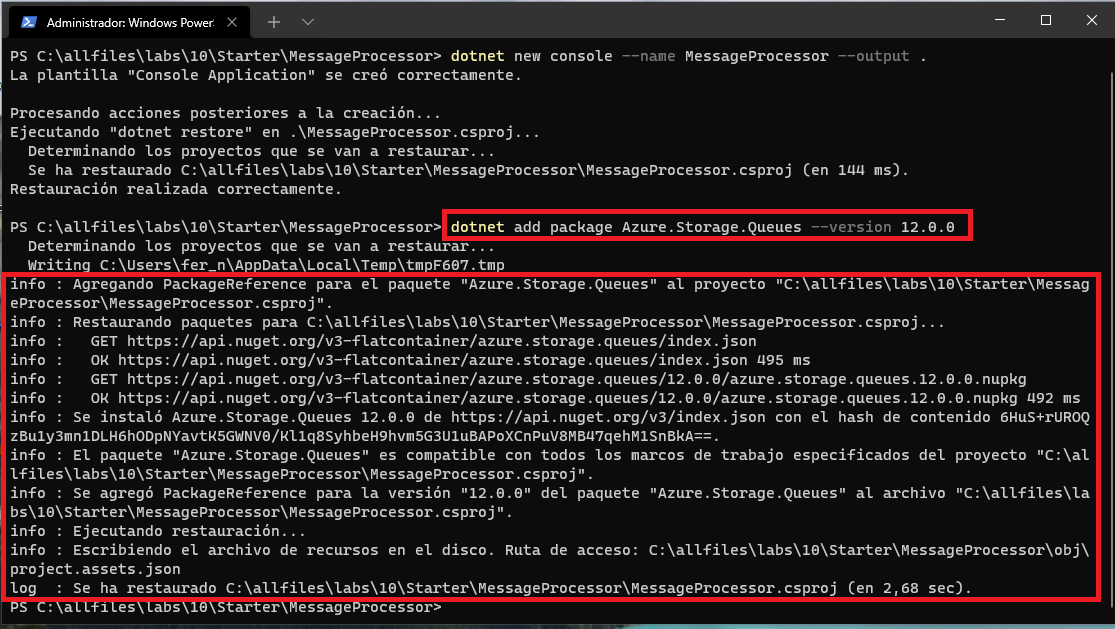 Administrador: Windows PowerS
PS C:\allfiles\labs\10\Starter\MessageProcessor> dotnet new console --name MessageProcessor --output .
La plantilla "Console Application" se creó correctamente.
Procesando acciones posteriores a la creación...
Ejecutando "dotnet restore" en .\MessageProcessor.csproj...
Determinando los proyectos que se van a restaurar...
Se ha restaurado C:\allfiles\labs\10\Starter\MessageProcessor\MessageProcessor.csproj (en 144 ms).
Restauración realizada correctamente.
PS C:\allfiles\labs\10\Starter\MessageProcessor> dotnet add package Azure.Storage.Queues --version 12.0.0
Determinando los proyectos que se van a restaurar...
Writing C:\Users\fer_n\AppData\Local\Temp\tmpF607.tmp
info : Agregando PackageReference para el paquete "Azure.Storage.Queues" al proyecto "C:\allfiles\labs\10\Starter\Messag
eProcessor\MessageProcessor.csproj".
info : Restaurando paquetes para C:\allfiles\labs\10\Starter\MessageProcessor\MessageProcessor.csproj...
info :   GET https://api.nuget.org/v3-flatcontainer/azure.storage.queues/index.json
info :   OK https://api.nuget.org/v3-flatcontainer/azure.storage.queues/index.json 495 ms
info :   GET https://api.nuget.org/v3-flatcontainer/azure.storage.queues/12.0.0/azure.storage.queues.12.0.0.nupkg
info :   OK https://api.nuget.org/v3-flatcontainer/azure.storage.queues/12.0.0/azure.storage.queues.12.0.0.nupkg 492 ms
info : Se instaló Azure.Storage.Queues 12.0.0 de https://api.nuget.org/v3/index.json con el hash de contenido 6HuS+rUROQ
zBu1y3mn1DLH6hODpNYavtK5GWNV0/Kl1q8SyhbeH9hvm5G3U1uBAPoXCnPuV8MB47qehM1SnBkA==.
info : El paquete "Azure.Storage.Queues" es compatible con todos los marcos de trabajo especificados del proyecto "C:\al
lfiles\labs\10\Starter\MessageProcessor\MessageProcessor.csproj".
info : Se agregó PackageReference para la versión "12.0.0" del paquete "Azure.Storage.Queues" al archivo "C:\allfiles\la
bs\10\Starter\MessageProcessor\MessageProcessor.csproj".
info : Ejecutando restauración...
info : Escribiendo el archivo de recursos en el disco. Ruta de acceso: C:\allfiles\labs\10\Starter\MessageProcessor\obj\
project.assets.json
log  : Se ha restaurado C:\allfiles\labs\10\Starter\MessageProcessor\MessageProcessor.csproj (en 2,68 sec).
PS C:\allfiles\labs\10\Starter\MessageProcessor>